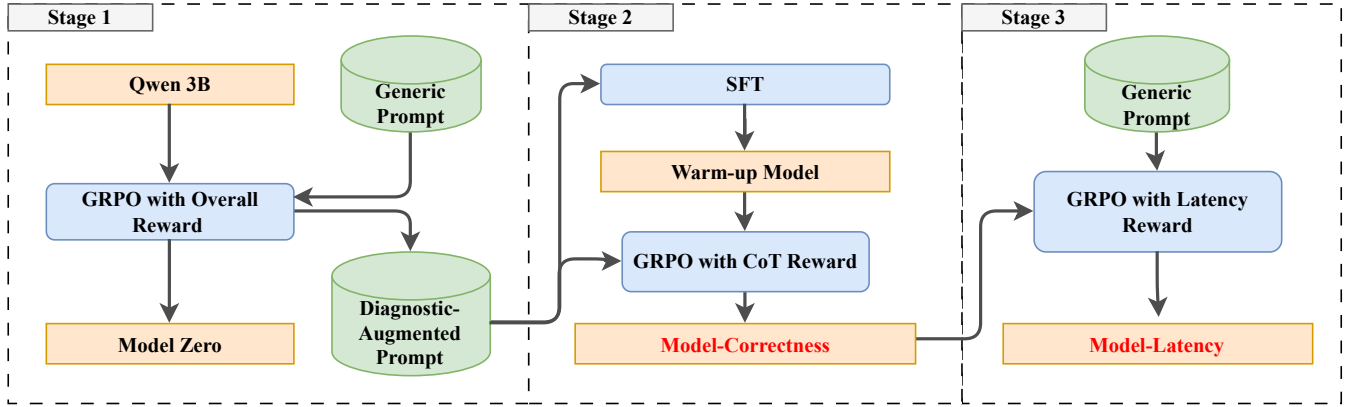 Stage 1
Qwen 3B
Generic
Prompt
GRPO with Overall
Reward
Diagnostic-
Augmented
Prompt
Model Zero
Stage 2
SFT
Warm-up Model
GRPO with CoT Reward
Model-Correctness
Stage 3
Generic
Prompt
GRPO with Latency
Reward
Model-Latency